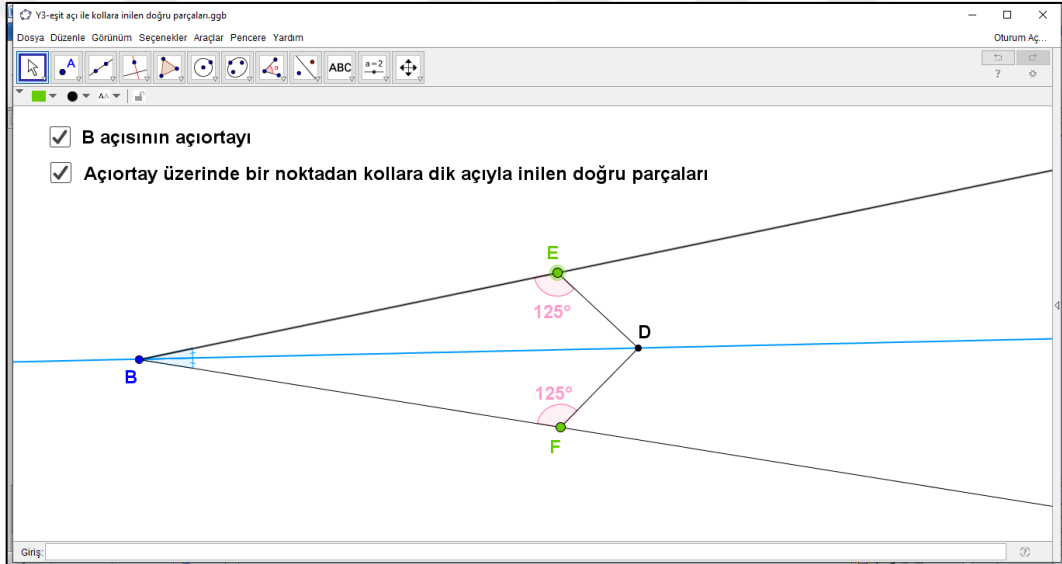 Y3-eşit açı ile kollara inilen doğru parçaları.ggb
Dosya Düzenle Görünüm Seçenekler Araçlar Pencere Yardım
Oturum Aç...
ABC
a=2
B açısının açıortayı
Açıortay üzerinde bir noktadan kollara dik açıyla inilen doğru parçaları
E
125°
D
B
125°
F
Giriş: